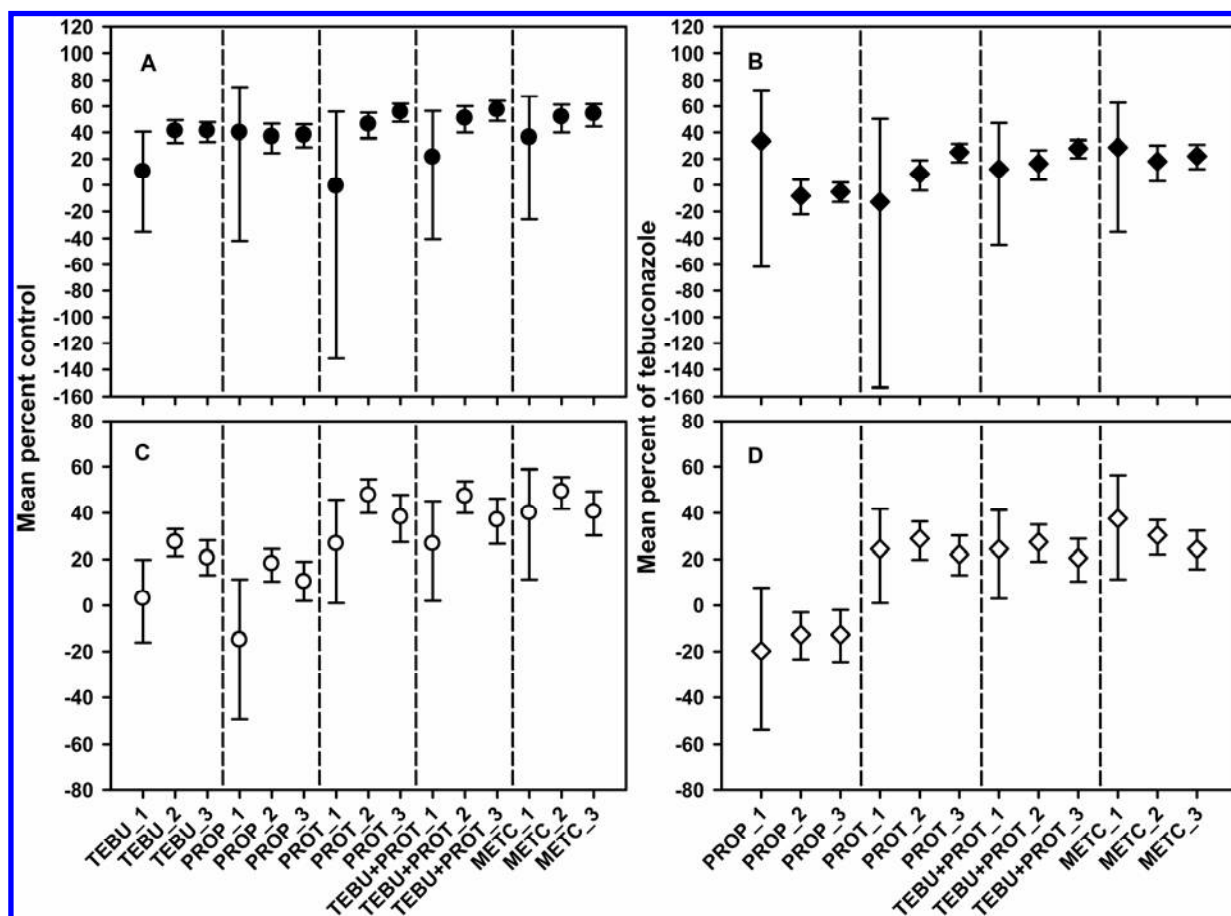 Mean percent control
A
120
100
80
60
40
20
0
-20
-40
-60
-80
-100
-120
-140
-160
Mean percent of tebuconazole
B
120
100
80
60
40
20
0
-20
-40
-60
-80
-100
-120
-140
-160
C
80
60
40
20
0
-20
-40
-60
-80
TEBU_1
TEBU_2
TEBU_3
PROP_1
PROP_2
PROP_3
PROT_1
PROT_2
PROT_3
TEBU+PROT_1
TEBU+PROT_2
TEBU+PROT_3
METC_1
METC_2
METC_3
D
80
60
40
20
0
-20
-40
-60
-80
PROP_1
PROP_2
PROP_3
PROT_1
PROT_2
PROT_3
TEBU+PROT_1
TEBU+PROT_2
TEBU+PROT_3
METC_1
METC_2
METC_3